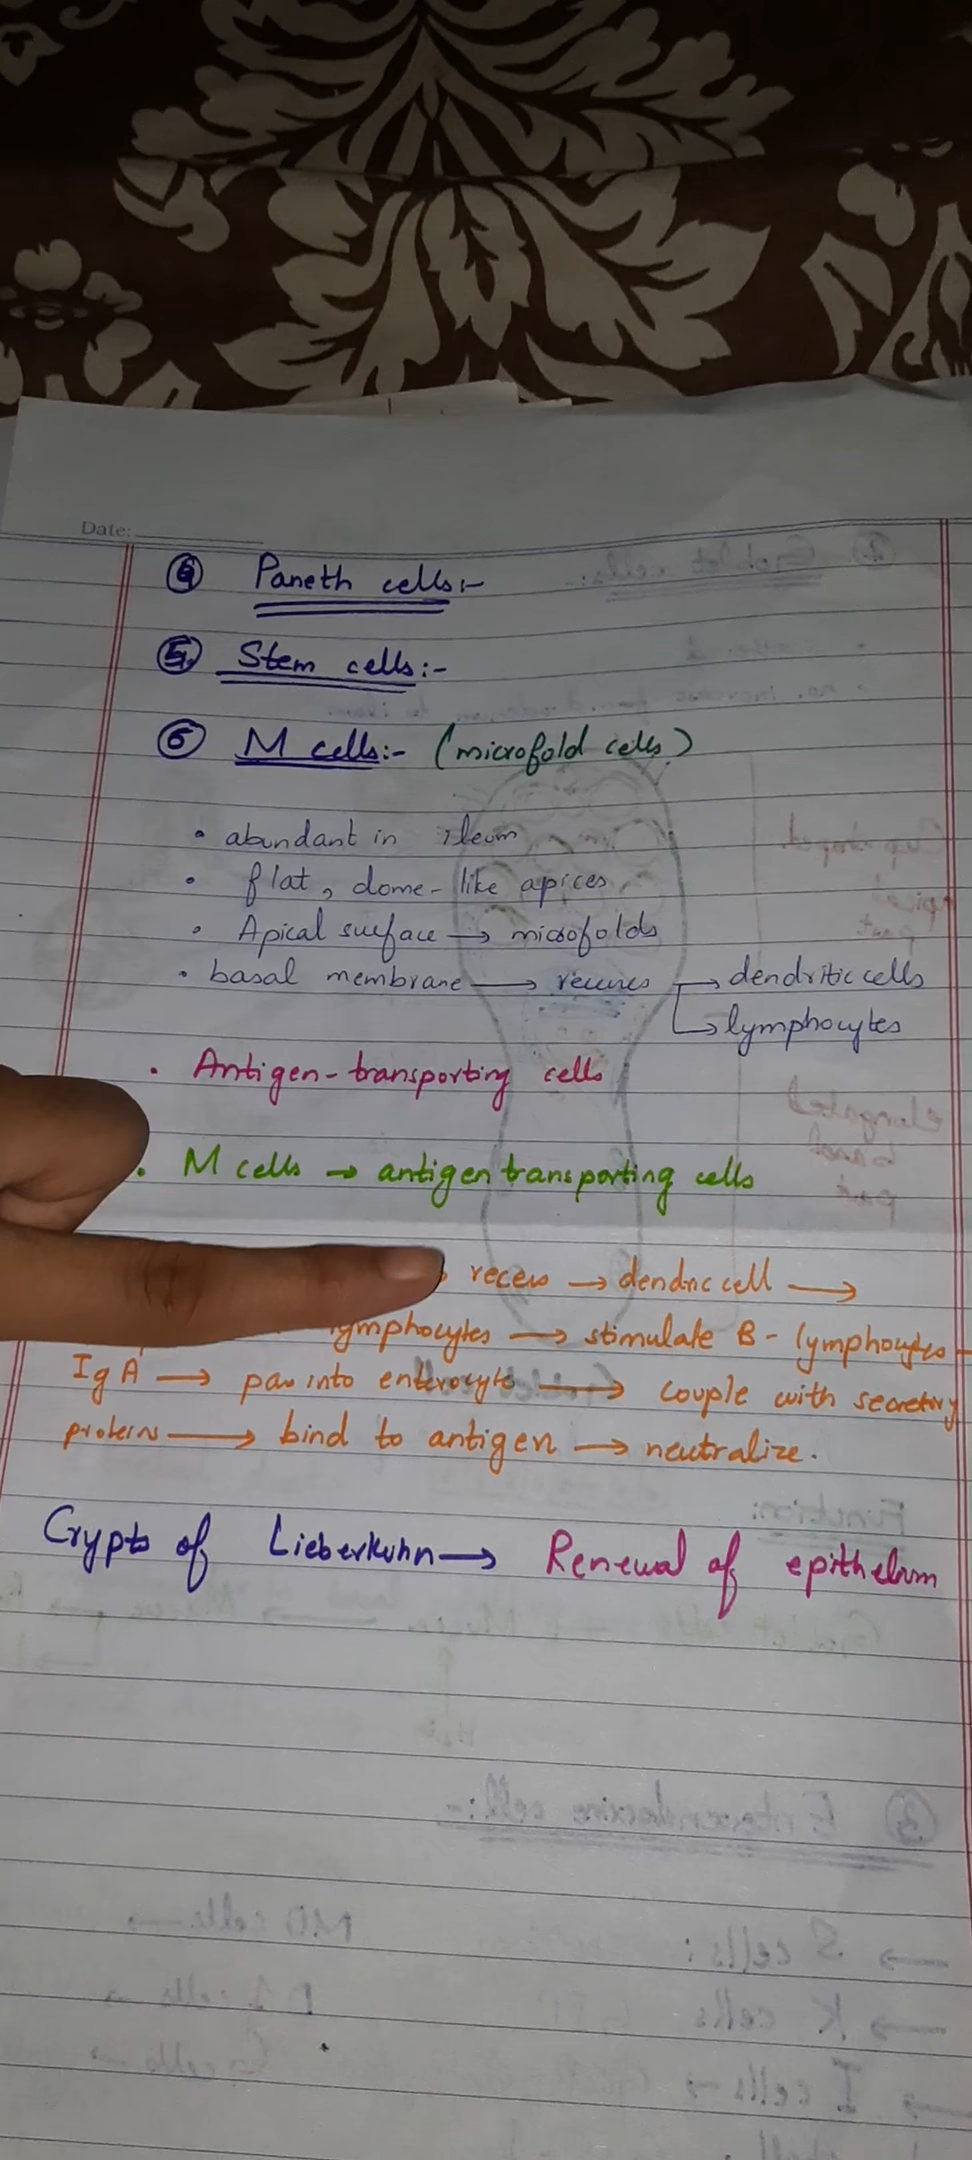 Date:
④ Paneth cells:-
⑤ Stem cells:-
⑥ M cells:- (microfold cells)
• abundant in ileum
• flat, dome-like apices
• Apical surface → microfolds
• basal membrane → recesses → dendritic cells
↳ lymphocytes
• Antigen-transporting cells
• M cells → antigen transporting cells
recess → dendric cell →
lymphocytes → stimulate B-lymphocytes
IgA → pass into enterocyte → couple with secretory
proteins → bind to antigen → neutralize.
Crypts of Lieberkuhn → Renewal of epithelium